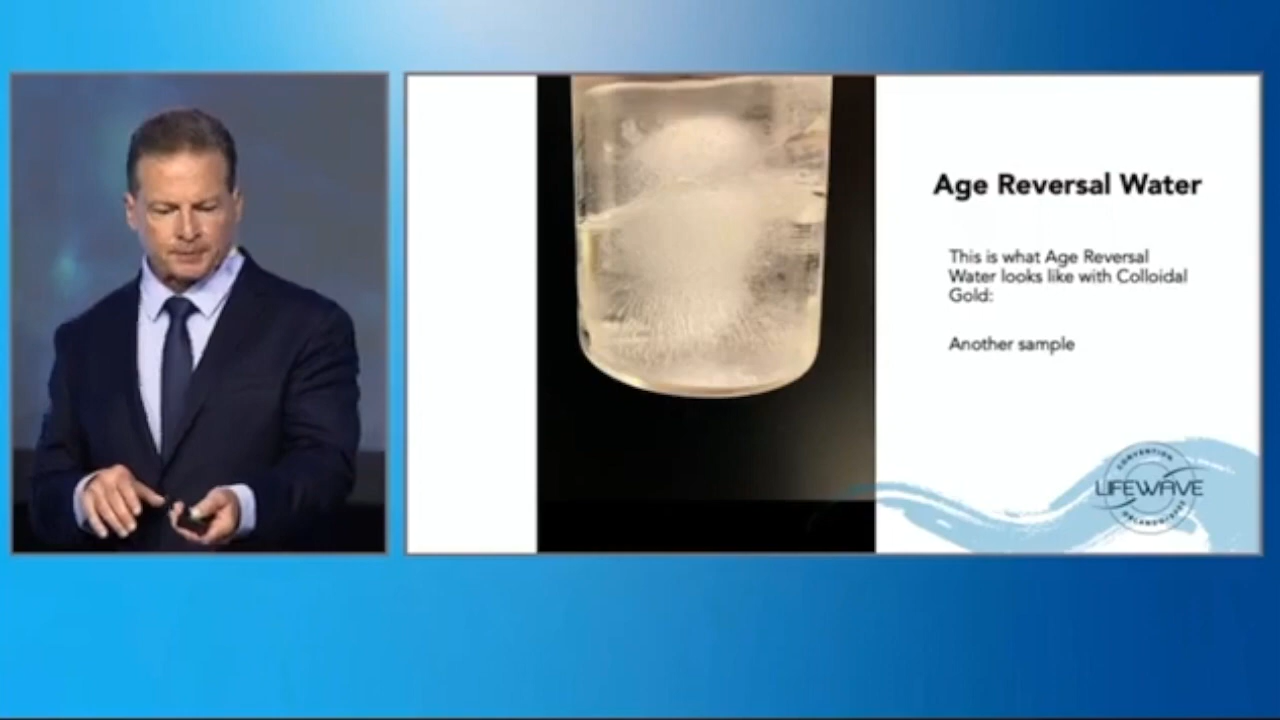 Age Reversal Water
This is what Age Reversal
Water looks like with Colloidal
Gold:
Another sample
CONVENTION
LIFEWAVE